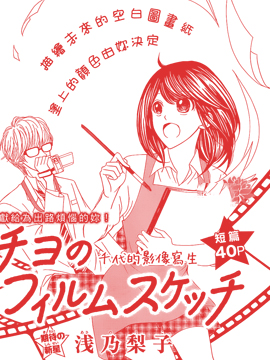 描繪未來的空白圖畫紙
塗上的顏色由妳決定
獻給為出路煩惱的妳！
チヨの
千代的影像寫生
フィルムスケッチ
短篇
40P
期待の
新星
浅乃梨子